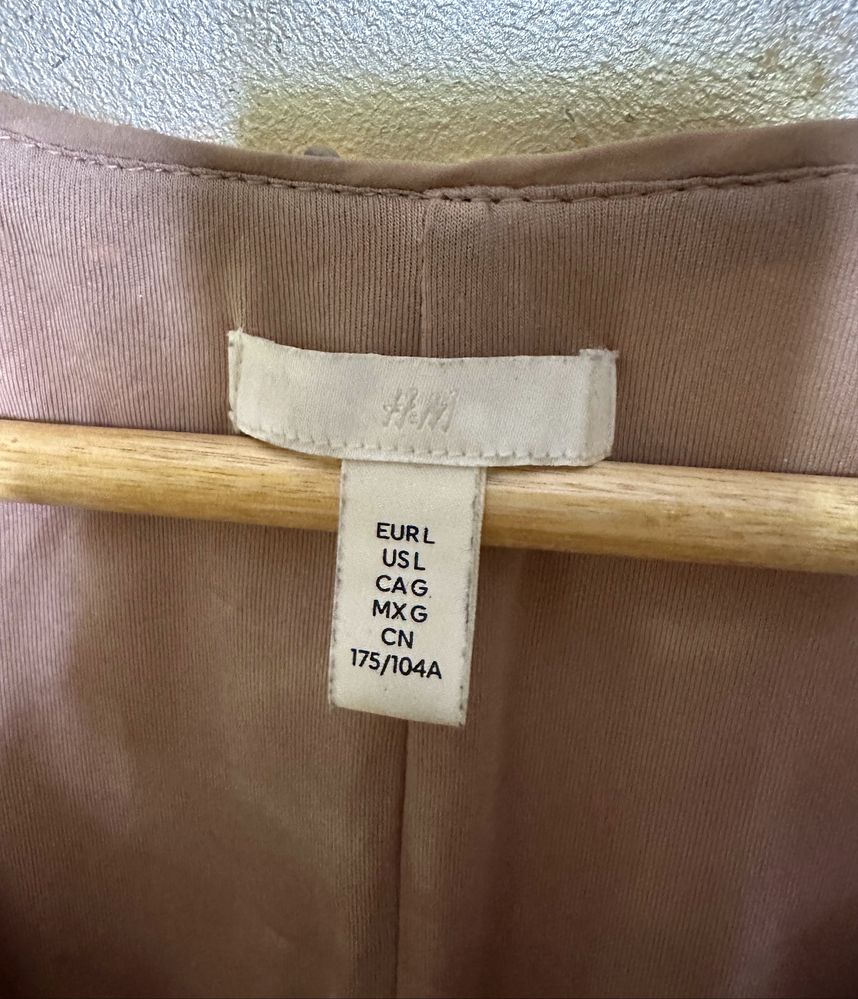 H&M
EUR L
US L
CA G
MX G
CN
175/104A